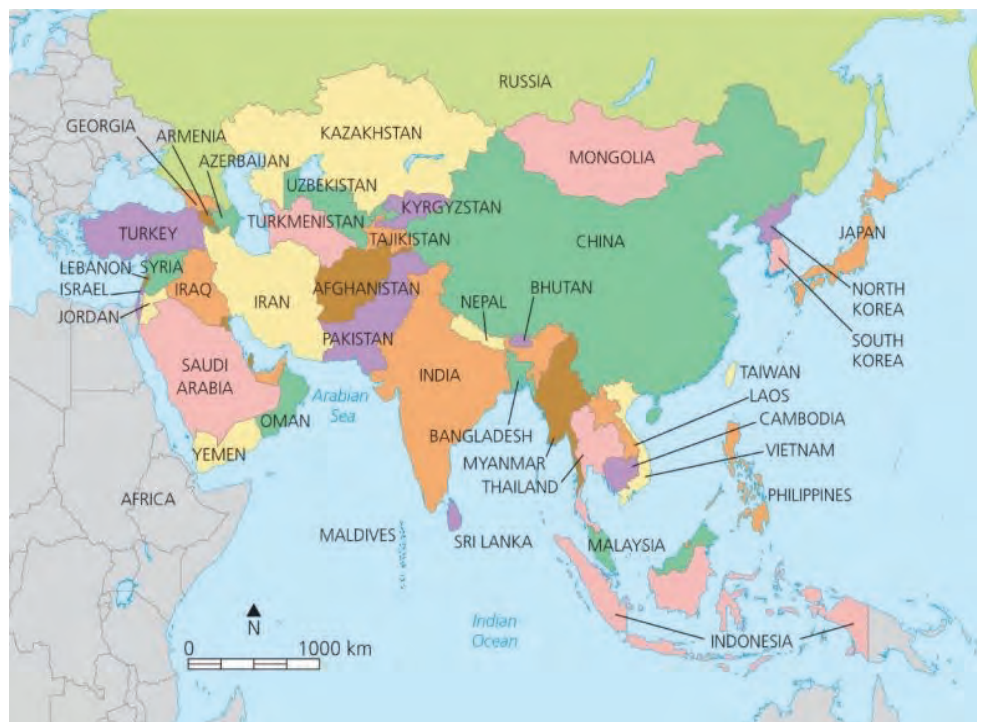 RUSSIA
GEORGIA
ARMENIA
KAZAKHSTAN
AZERBAIJAN
MONGOLIA
UZBEKISTAN
KYRGYZSTAN
TURKEY
TURKMENISTAN
TAJIKISTAN
CHINA
JAPAN
LEBANON
SYRIA
ISRAEL
IRAQ
IRAN
AFGHANISTAN
NEPAL
BHUTAN
NORTH
KOREA
JORDAN
PAKISTAN
SOUTH
KOREA
SAUDI
ARABIA
INDIA
TAIWAN
Arabian
Sea
LAOS
OMAN
CAMBODIA
BANGLADESH
YEMEN
MYANMAR
VIETNAM
THAILAND
AFRICA
PHILIPPINES
MALDIVES
SRI LANKA
MALAYSIA
N
Indian
Ocean
INDONESIA
0 1000 km